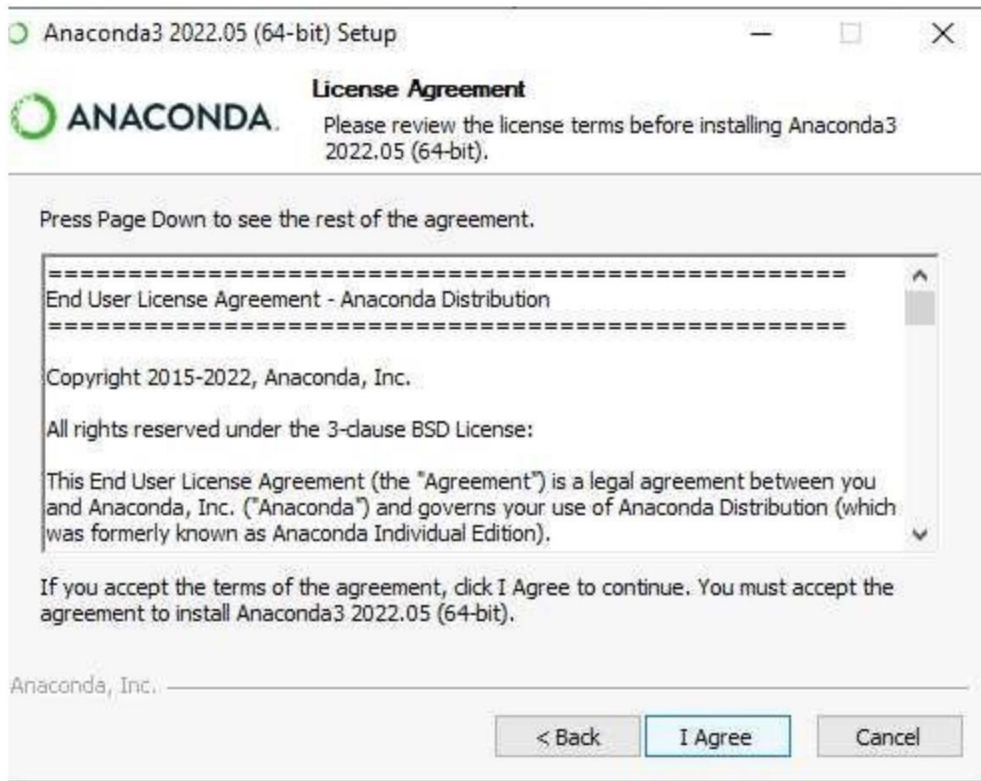 Anaconda3 2022.05 (64-bit) Setup
ANACONDA.
License Agreement
Please review the license terms before installing Anaconda3
2022.05 (64-bit).
Press Page Down to see the rest of the agreement.
====================================================
End User License Agreement - Anaconda Distribution
====================================================
Copyright 2015-2022, Anaconda, Inc.
All rights reserved under the 3-clause BSD License:
This End User License Agreement (the "Agreement") is a legal agreement between you
and Anaconda, Inc. ("Anaconda") and governs your use of Anaconda Distribution (which
was formerly known as Anaconda Individual Edition).
If you accept the terms of the agreement, click I Agree to continue. You must accept the
agreement to install Anaconda3 2022.05 (64-bit).
Anaconda, Inc.
< Back
I Agree
Cancel